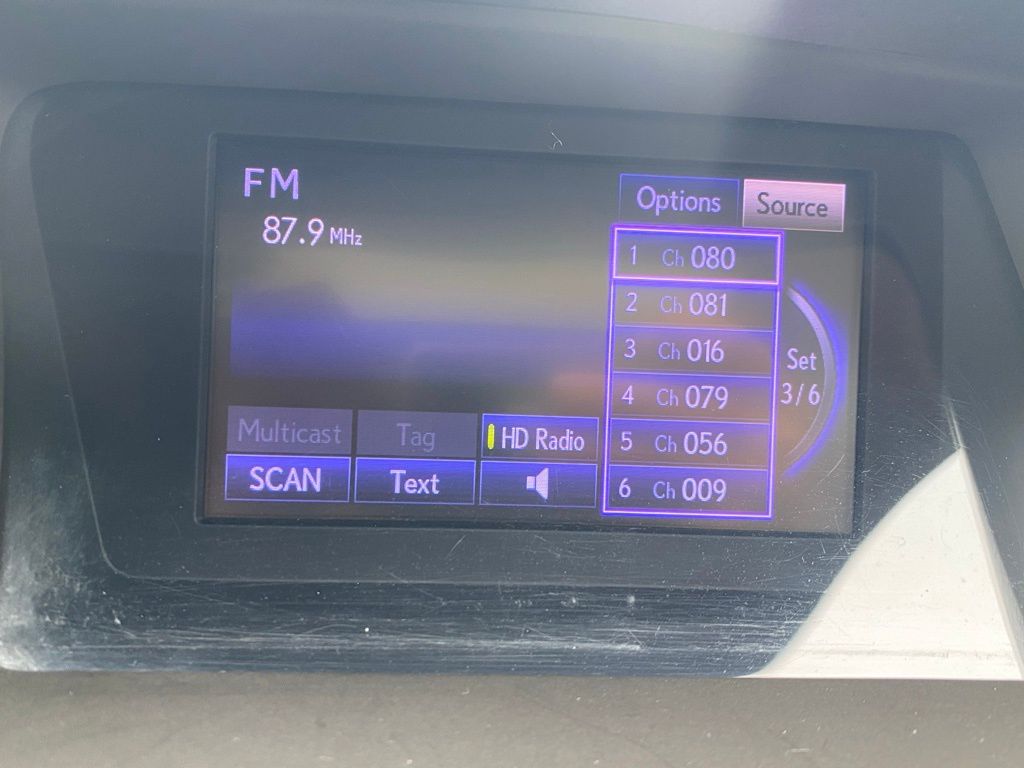 FM
87.9 MHz
Options
Source
1 Ch 080
2 Ch 081
3 Ch 016
4 Ch 079
5 Ch 056
6 Ch 009
Set
3/6
Multicast
Tag
HD Radio
SCAN
Text